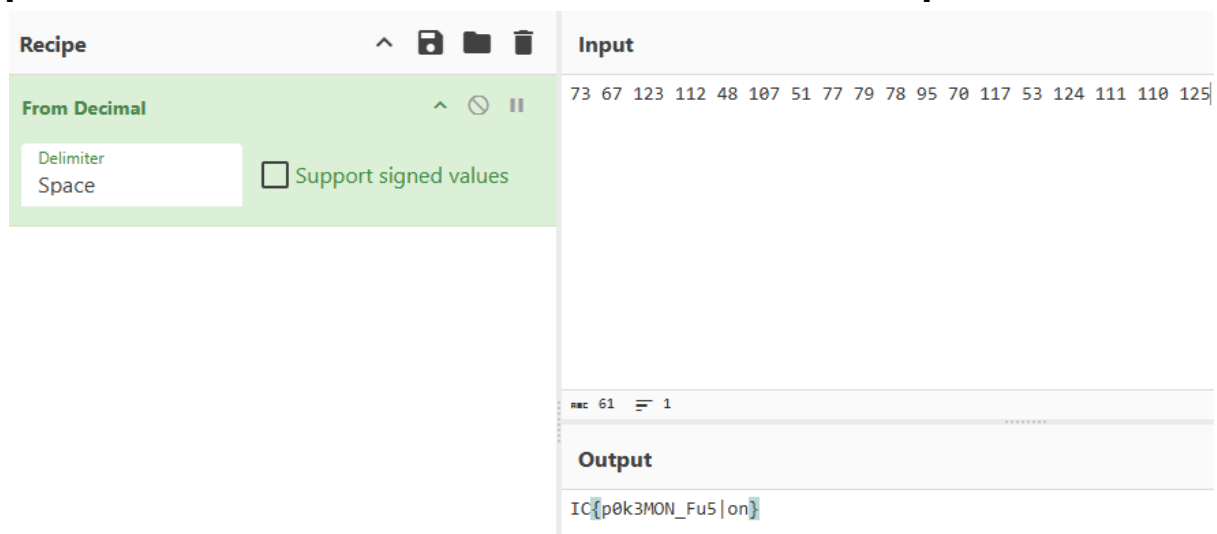 Recipe
From Decimal
Delimiter
Space
Support signed values
Input
73 67 123 112 48 107 51 77 79 78 95 70 117 53 124 111 110 125
ABC 61 1
Output
IC{p0k3MON_Fu5|on}